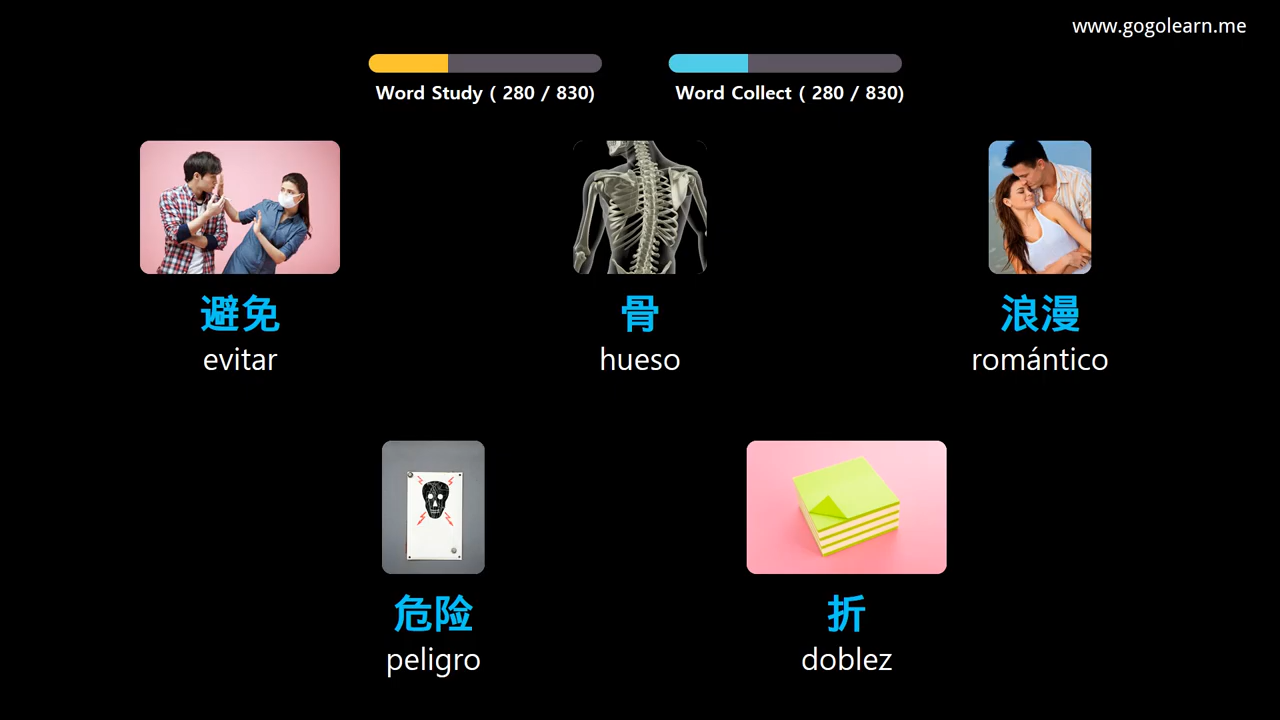 www.gogolearn.me
Word Study ( 280 / 830)
Word Collect ( 280 / 830)
避免
evitar
骨
hueso
浪漫
romántico
危险
peligro
折
doblez